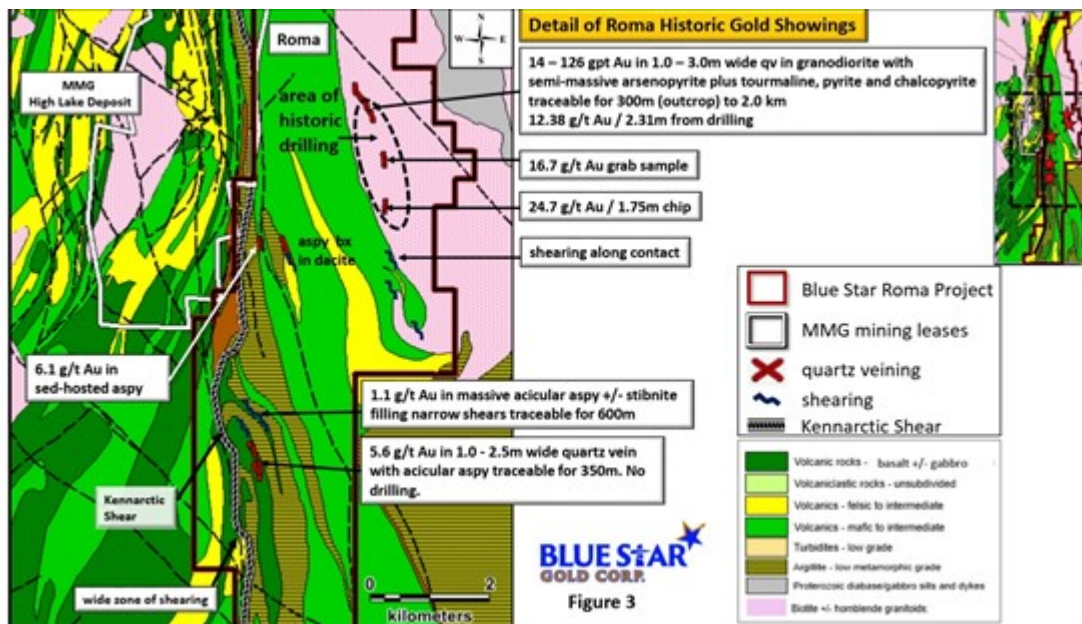 Detail of Roma Historic Gold Showings
N
W E
S
Roma
MMG
High Lake Deposit
area of
historic
drilling
14 – 126 gpt Au in 1.0 – 3.0m wide qv in granodiorite with
semi-massive arsenopyrite plus tourmaline, pyrite and chalcopyrite
traceable for 300m (outcrop) to 2.0 km
12.38 g/t Au / 2.31m from drilling
16.7 g/t Au grab sample
24.7 g/t Au / 1.75m chip
aspy bx
in dacite
shearing along contact
6.1 g/t Au in
sed-hosted aspy
1.1 g/t Au in massive acicular aspy +/- stibnite
filling narrow shears traceable for 600m
5.6 g/t Au in 1.0 - 2.5m wide quartz vein
with acicular aspy traceable for 350m. No
drilling.
Kennarctic
Shear
wide zone of shearing
0 2
kilometers
BLUE STAR
GOLD CORP.
Figure 3
Blue Star Roma Project
MMG mining leases
quartz veining
shearing
Kennarctic Shear
Volcanic rocks - basalt +/- gabbro
Volcaniclastic rocks - unsubdivided
Volcanics - felsic to intermediate
Volcanics - mafic to intermediate
Turbidites - low grade
Argillite - low metamorphic grade
Proterozoic diabase/gabbro sills and dykes
Biotite +/- hornblende granitoids;